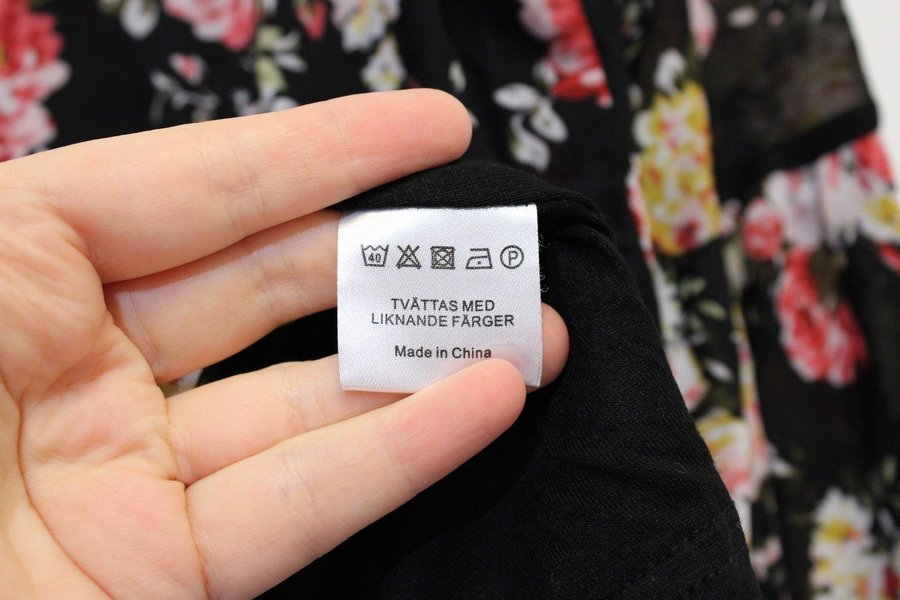 40 P
TVÄTTAS MED
LIKNANDE FÄRGER
Made in China